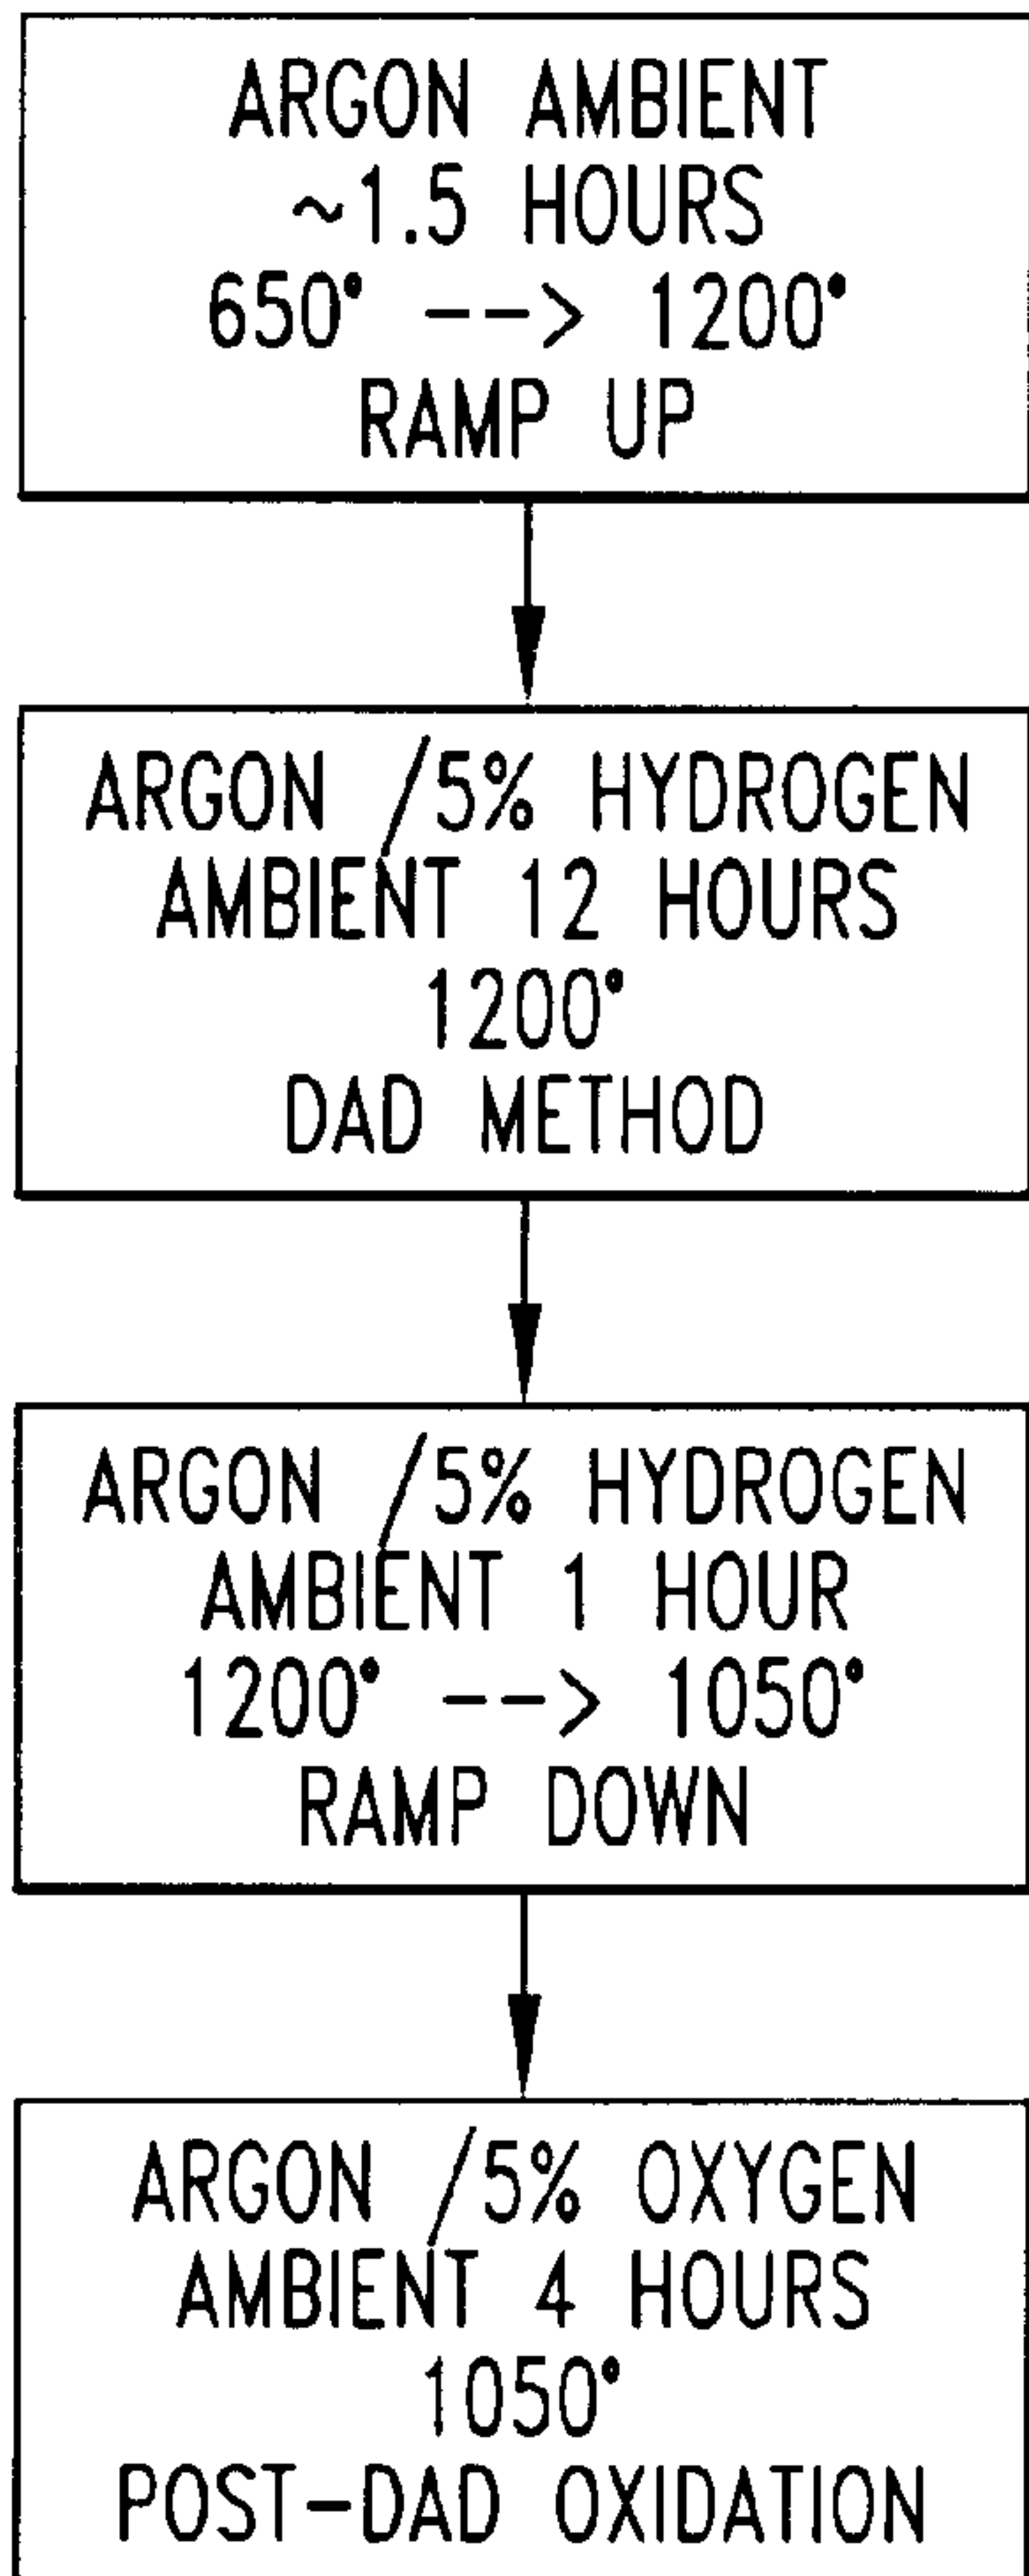 ARGON AMBIENT
~1.5 HOURS
650° --> 1200°
RAMP UP
ARGON /5% HYDROGEN
AMBIENT 12 HOURS
1200°
DAD METHOD
ARGON /5% HYDROGEN
AMBIENT 1 HOUR
1200° --> 1050°
RAMP DOWN
ARGON /5% OXYGEN
AMBIENT 4 HOURS
1050°
POST-DAD OXIDATION